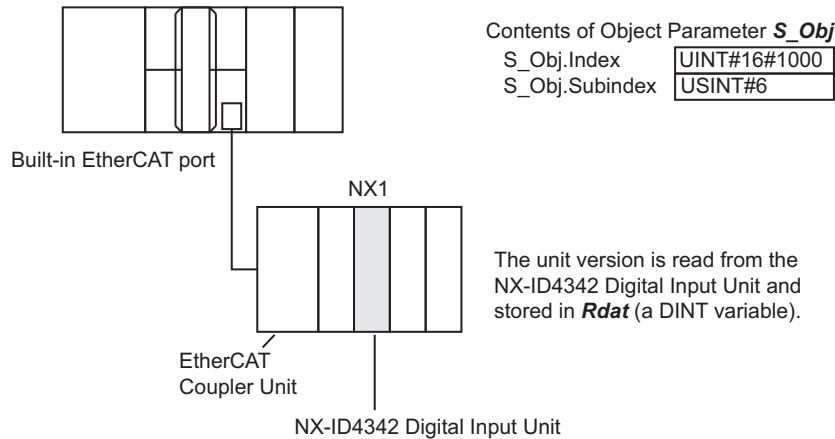 Contents of Object Parameter S_Obj
S_Obj.Index UINT#16#1000
S_Obj.Subindex USINT#6
Built-in EtherCAT port
NX1
The unit version is read from the
NX-ID4342 Digital Input Unit and
stored in Rdat (a DINT variable).
EtherCAT
Coupler Unit
NX-ID4342 Digital Input Unit